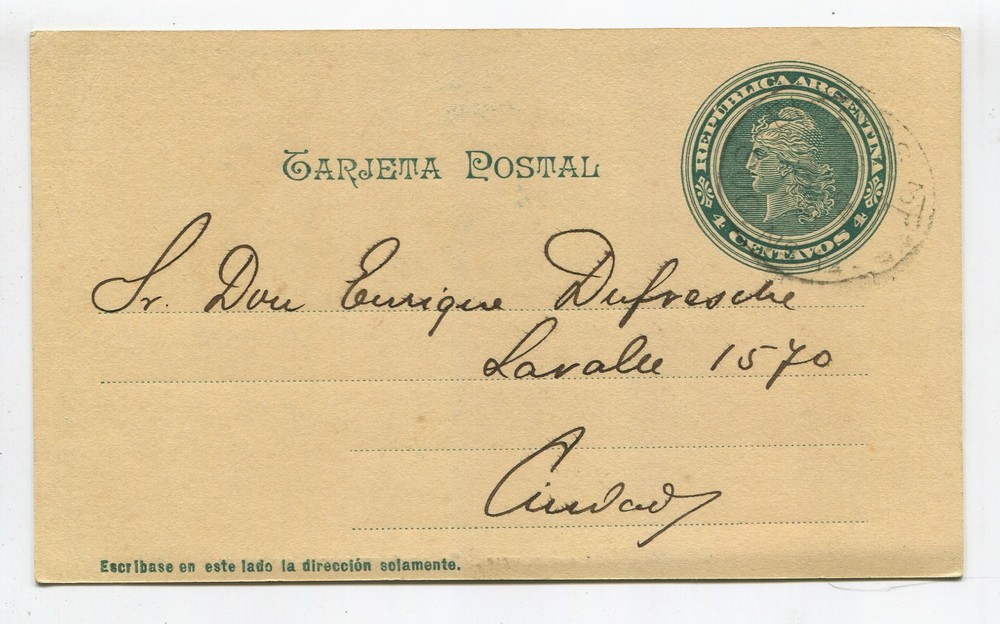 REPÚBLICA ARGENTINA
4 CENTAVOS 4
TARJETA POSTAL
Sr. Don Enrique Dufresche
Lavalle 1570
Ciudad
Escríbase en este lado la dirección solamente.